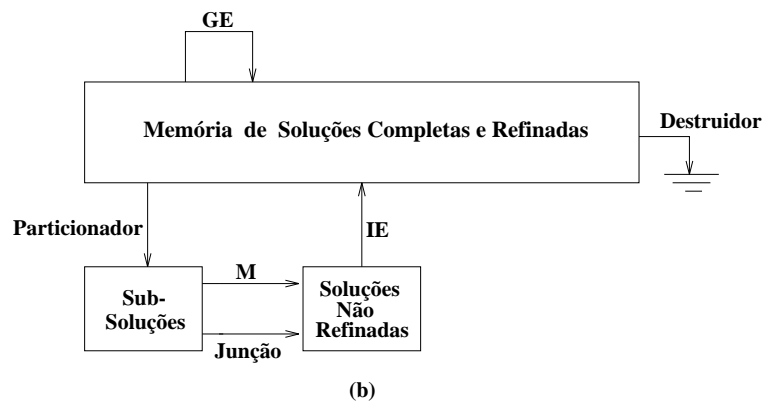 GE
Memória de Soluções Completas e Refinadas
Destruidor
Particionador
IE
M
Sub-
Soluções
Soluções
Não
Refinadas
Junção
(b)